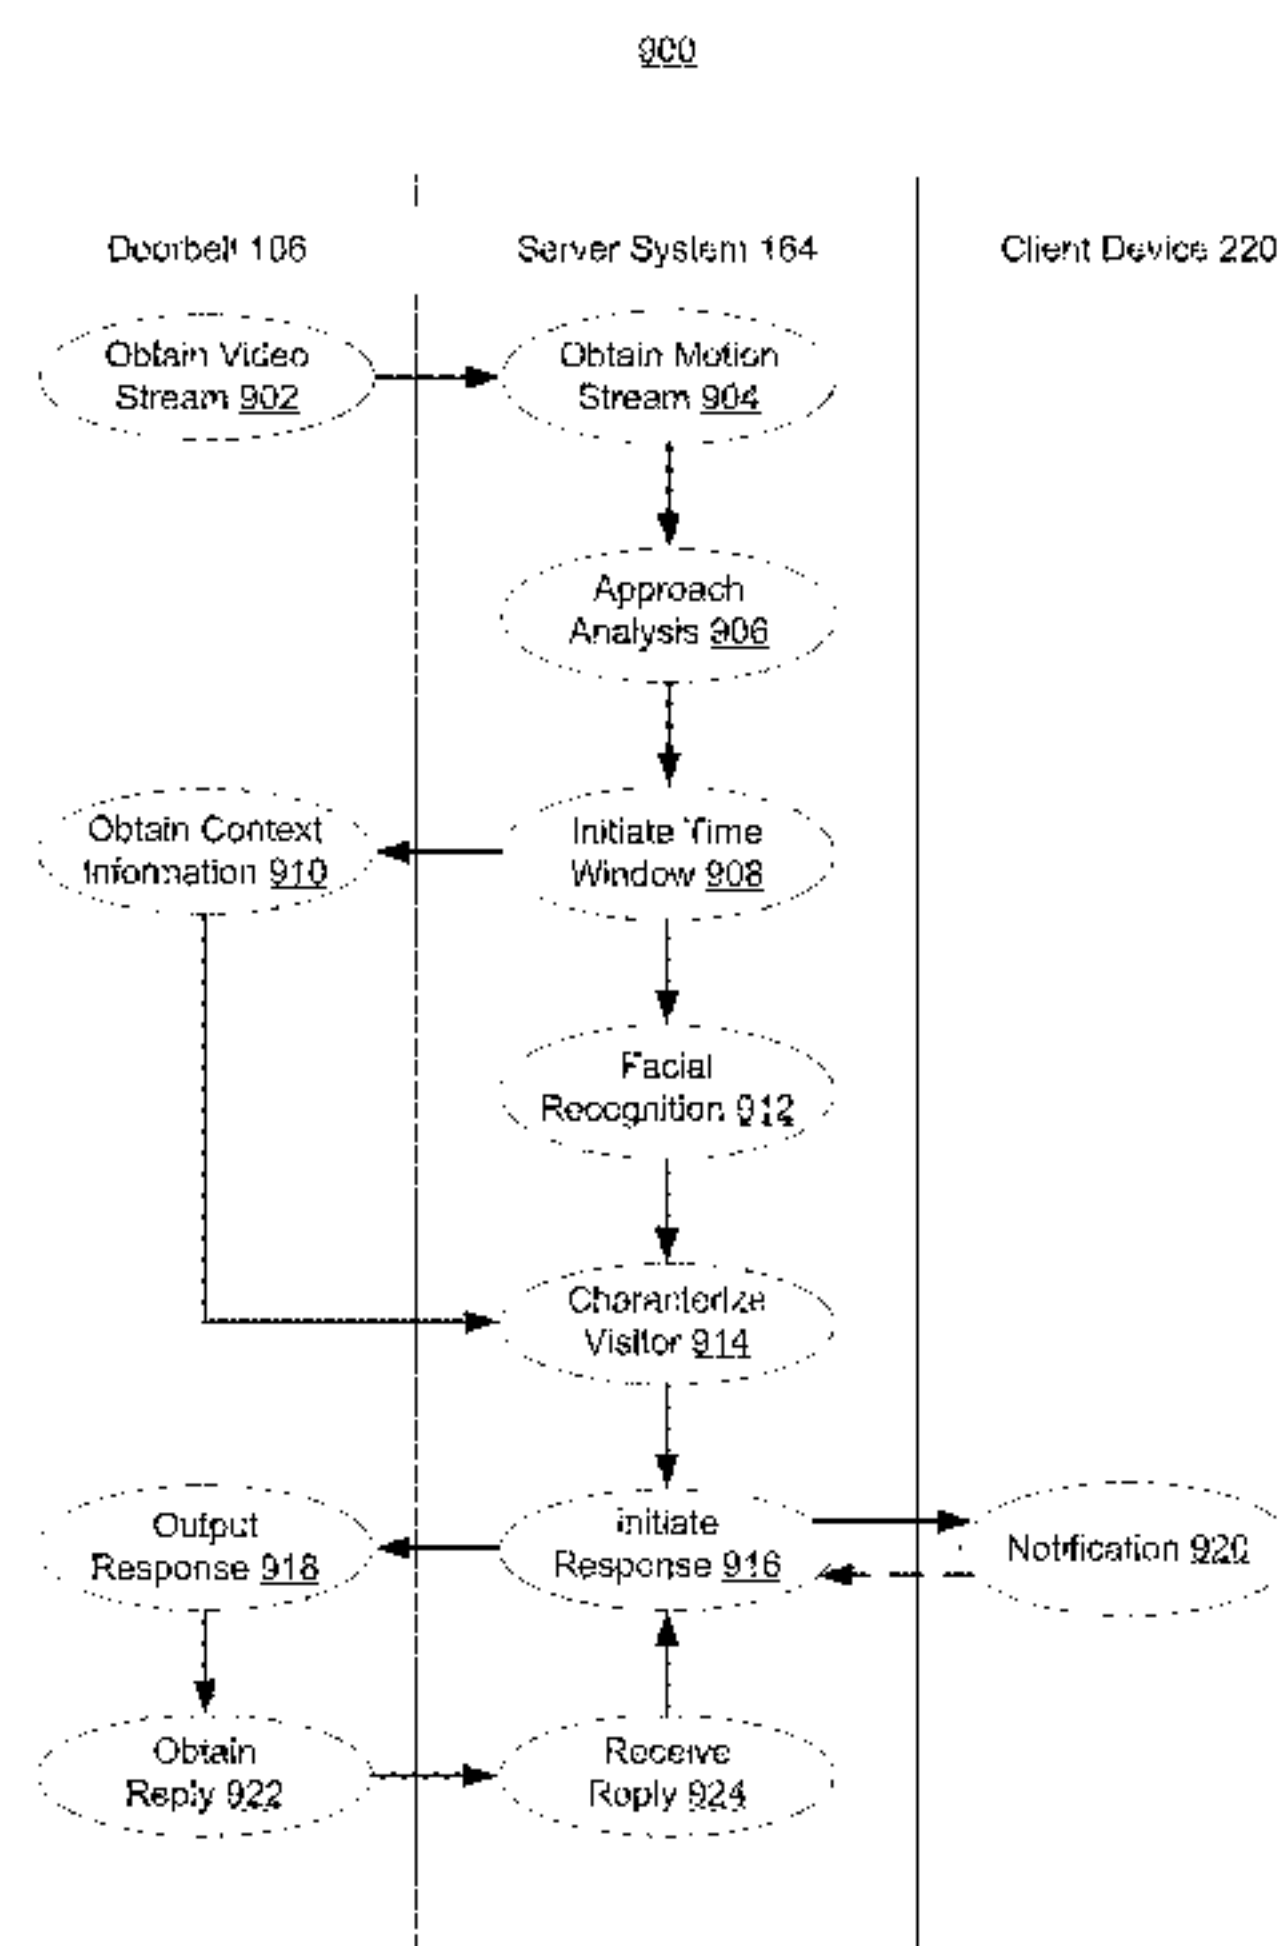 900
Doorbell 106
Server System 164
Client Device 220
Obtain Video
Stream 902
Obtain Motion
Stream 904
Approach
Analysis 906
Obtain Context
Information 910
Initiate Time
Window 908
Facial
Recognition 912
Characterize
Visitor 914
Output
Response 918
Initiate
Response 916
Notification 920
Obtain
Reply 922
Receive
Reply 924